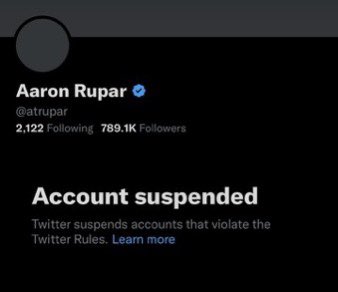 Aaron Rupar
@atrupar
2,122 Following 789.1K Followers
Account suspended
Twitter suspends accounts that violate the
Twitter Rules. Learn more